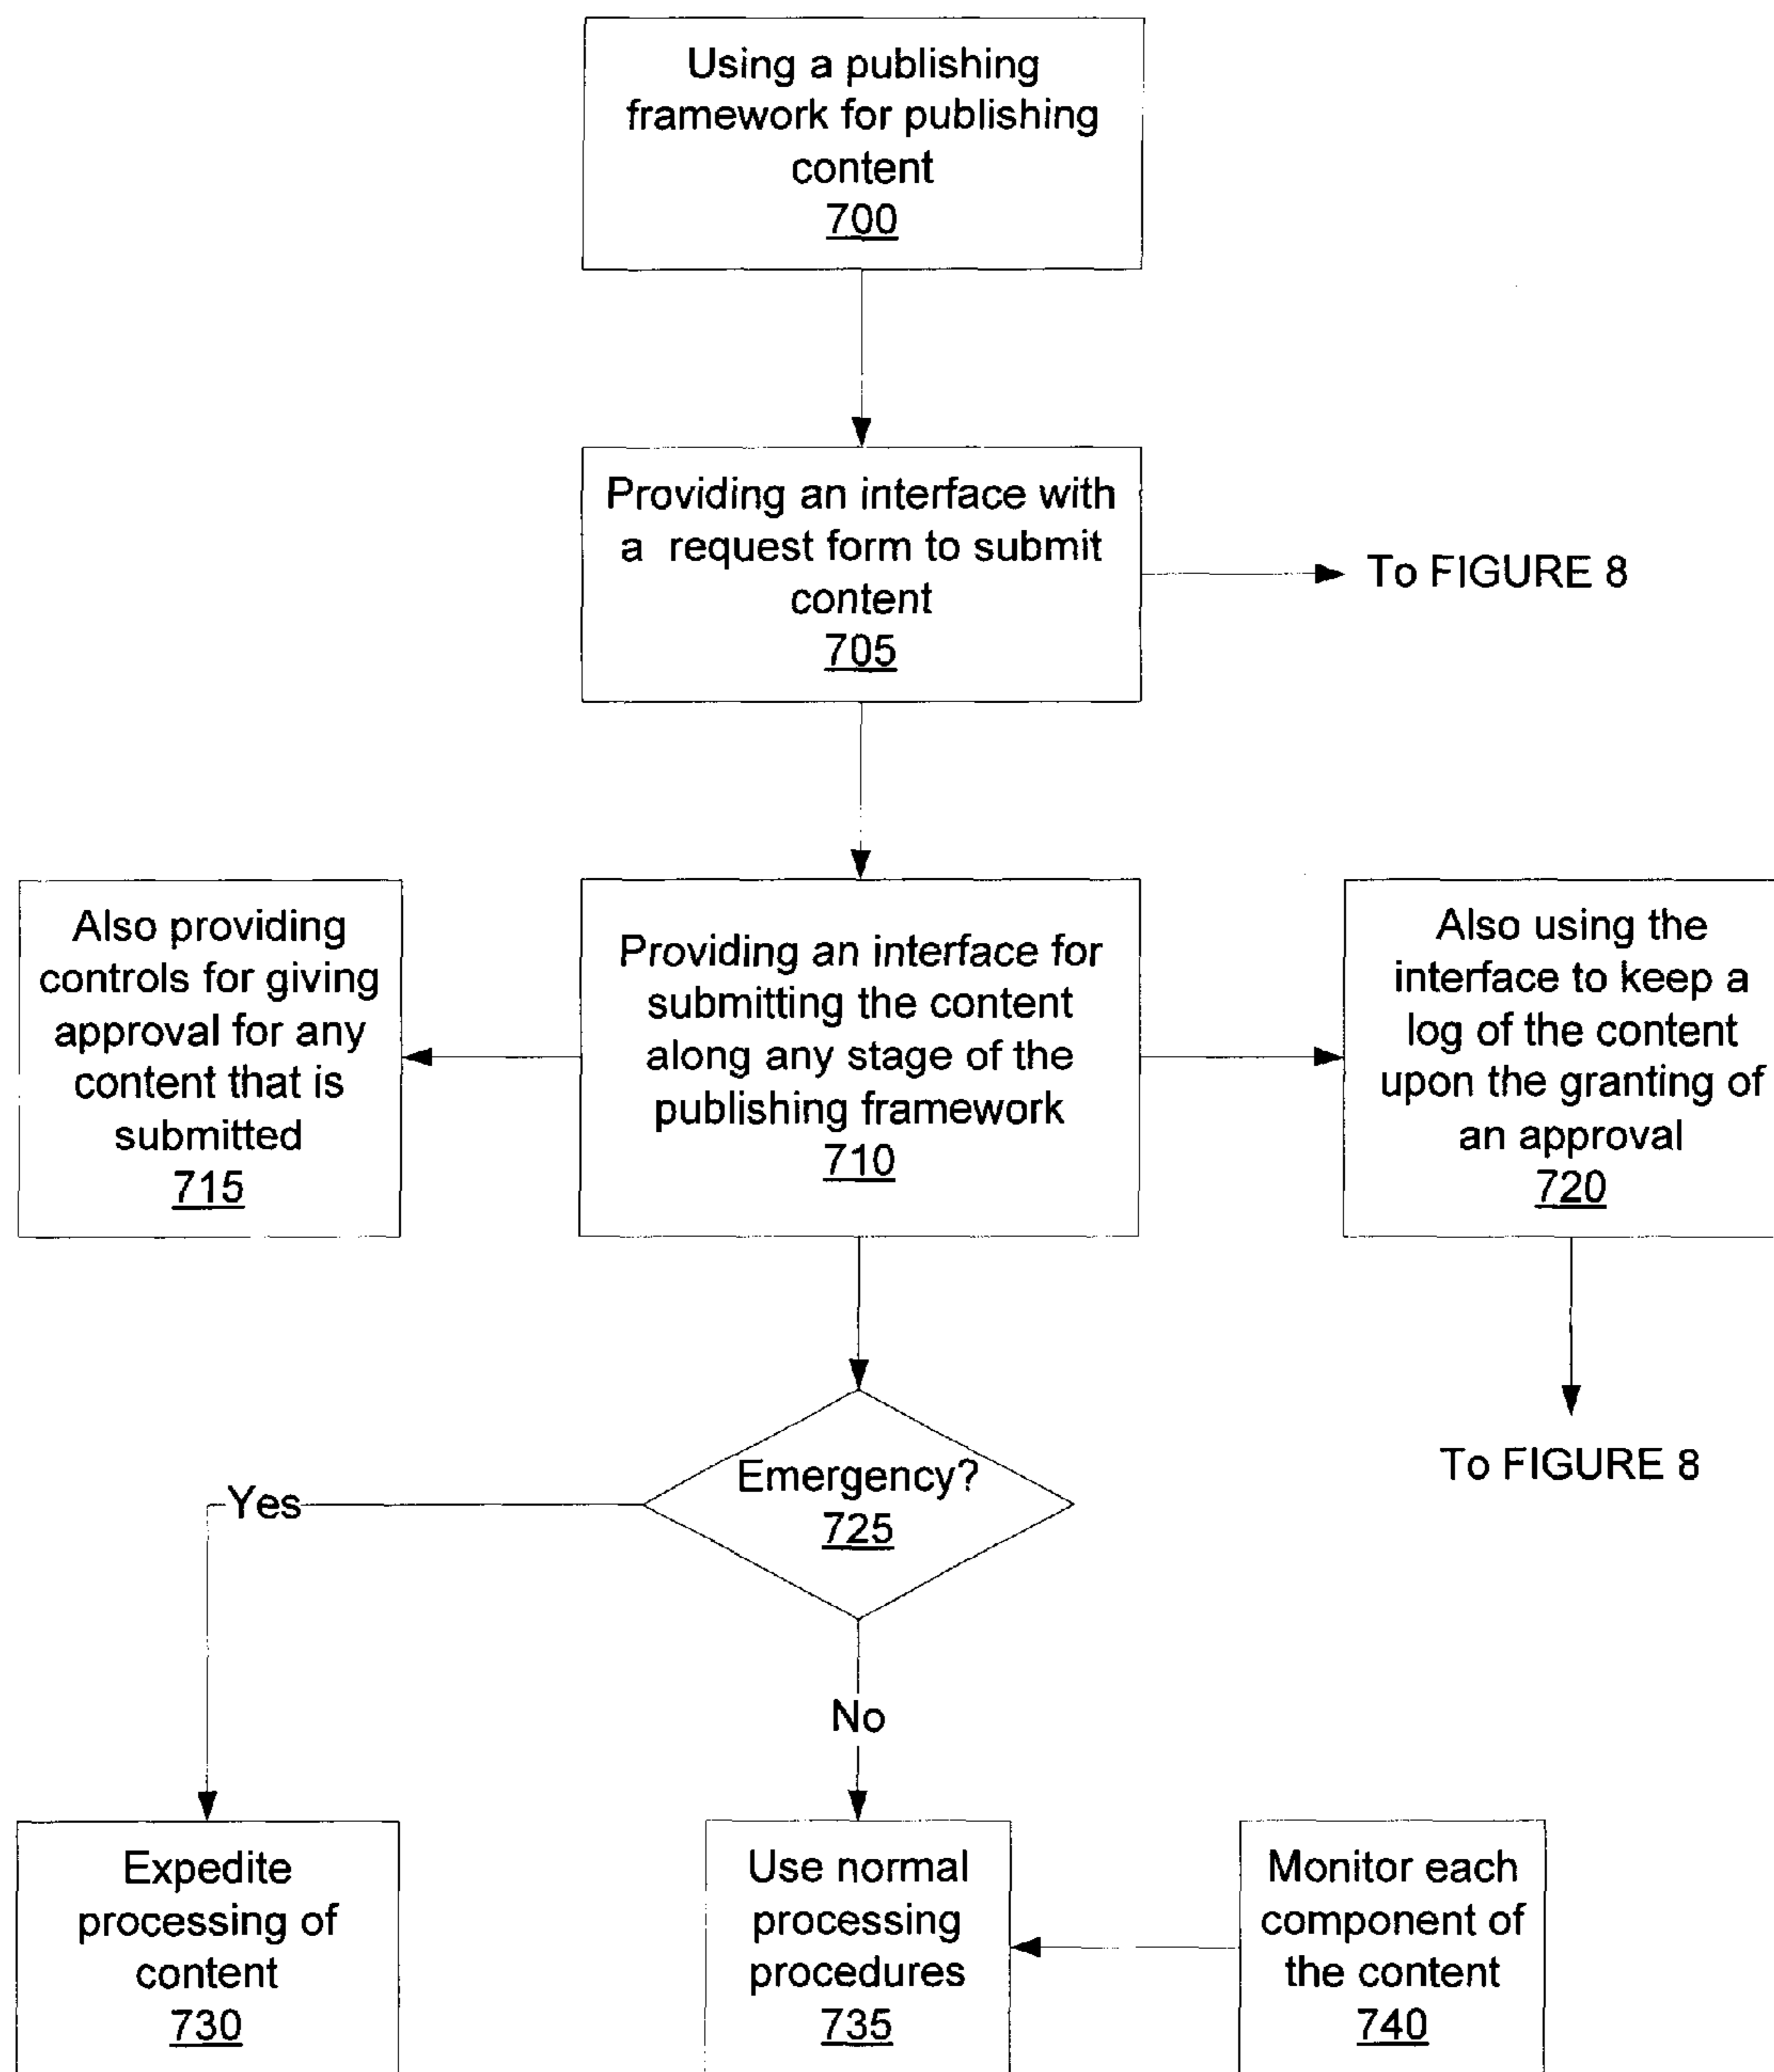 Using a publishing
framework for publishing
content
700
Providing an interface with
a request form to submit
content
705
To FIGURE 8
Also providing
controls for giving
approval for any
content that is
submitted
715
Providing an interface for
submitting the content
along any stage of the
publishing framework
710
Also using the
interface to keep a
log of the content
upon the granting of
an approval
720
To FIGURE 8
Emergency?
725
Yes
No
Expedite
processing of
content
730
Use normal
processing
procedures
735
Monitor each
component of
the content
740